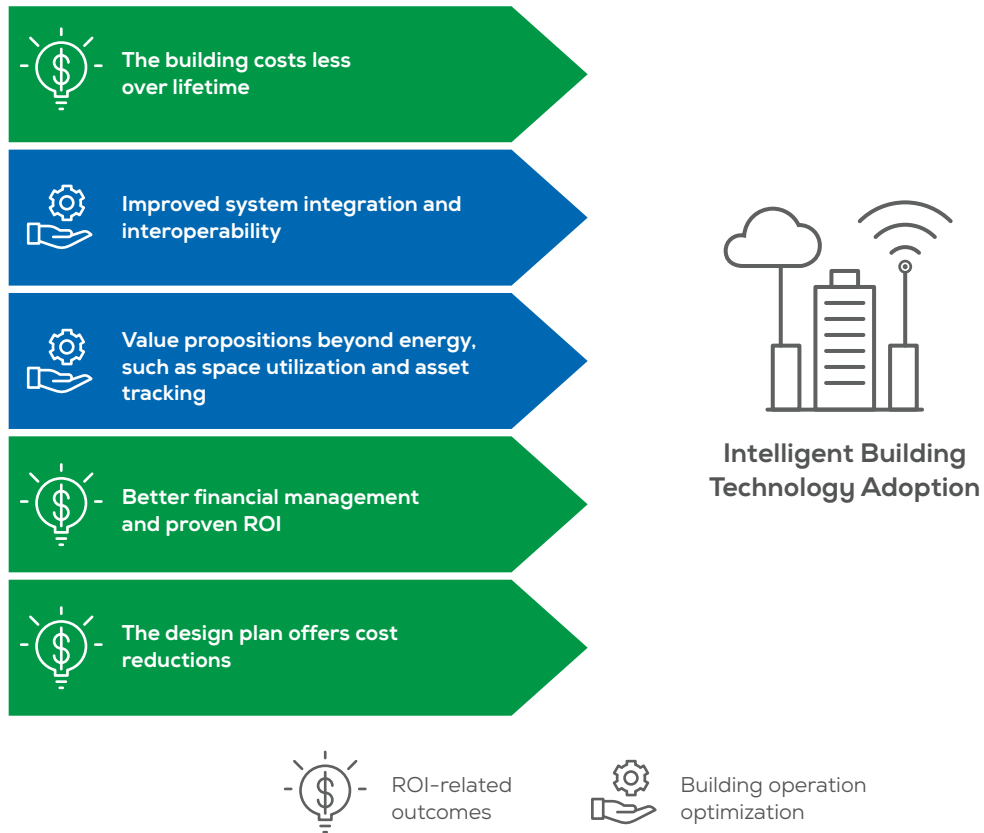 The building costs less
over lifetime
Improved system integration and
interoperability
Value propositions beyond energy,
such as space utilization and asset
tracking
Better financial management
and proven ROI
The design plan offers cost
reductions
Intelligent Building
Technology Adoption
ROI-related
outcomes
Building operation
optimization